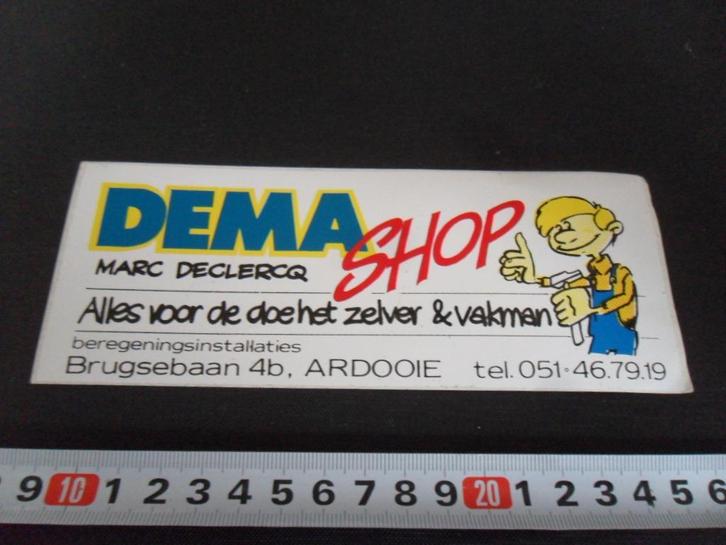 DEMA SHOP
MARC DECLERCQ
Alles voor de doe het zelver & vakman
beregeningsinstallaties
Brugsebaan 4b, ARDOOIE tel. 051-46.79.19
9 10 1 2 3 4 5 6 7 8 9 20 1 2 3 4 5 6